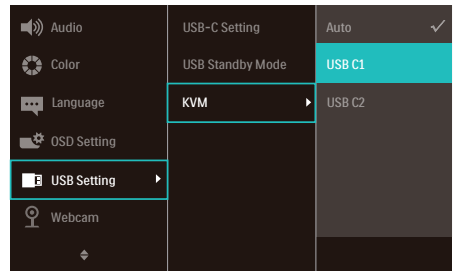 Audio
Color
Language
OSD Setting
USB Setting
Webcam
USB-C Setting
USB Standby Mode
KVM
Auto
USB C1
USB C2